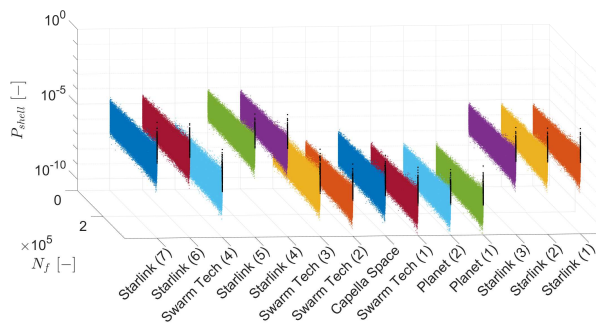 10^0
10^-5
10^-10
P_shell [−]
0
2
×10^5
N_f [−]
Starlink (7)
Starlink (6)
Swarm Tech (4)
Starlink (5)
Starlink (4)
Swarm Tech (3)
Swarm Tech (2)
Capella Space
Swarm Tech (1)
Planet (2)
Planet (1)
Starlink (3)
Starlink (2)
Starlink (1)